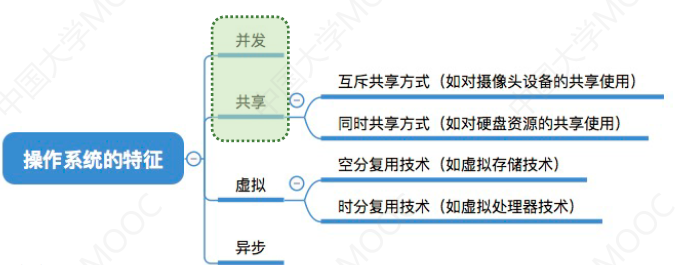 并发
共享
互斥共享方式（如对摄像头设备的共享使用）
同时共享方式（如对硬盘资源的共享使用）
操作系统的特征
虚拟
空分复用技术（如虚拟存储技术）
时分复用技术（如虚拟处理器技术）
异步
中国大学MOOC